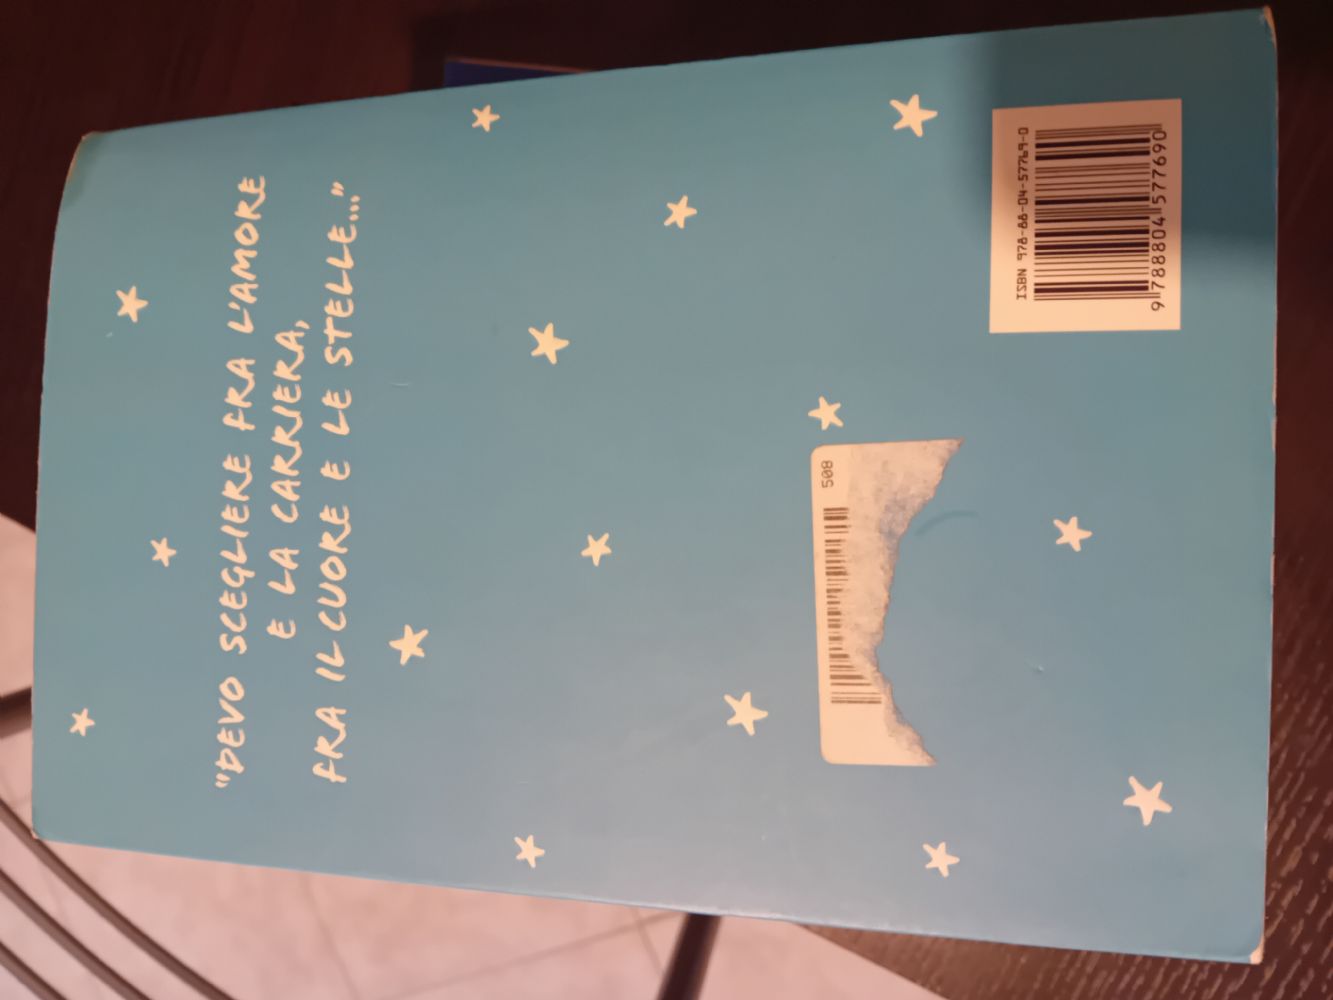 "DEVO SCEGLIERE FRA L'AMORE
E LA CARRIERA,
FRA IL CUORE E LE STELLE..."
508
ISBN 978-88-04-57769-0
9 788804 577690